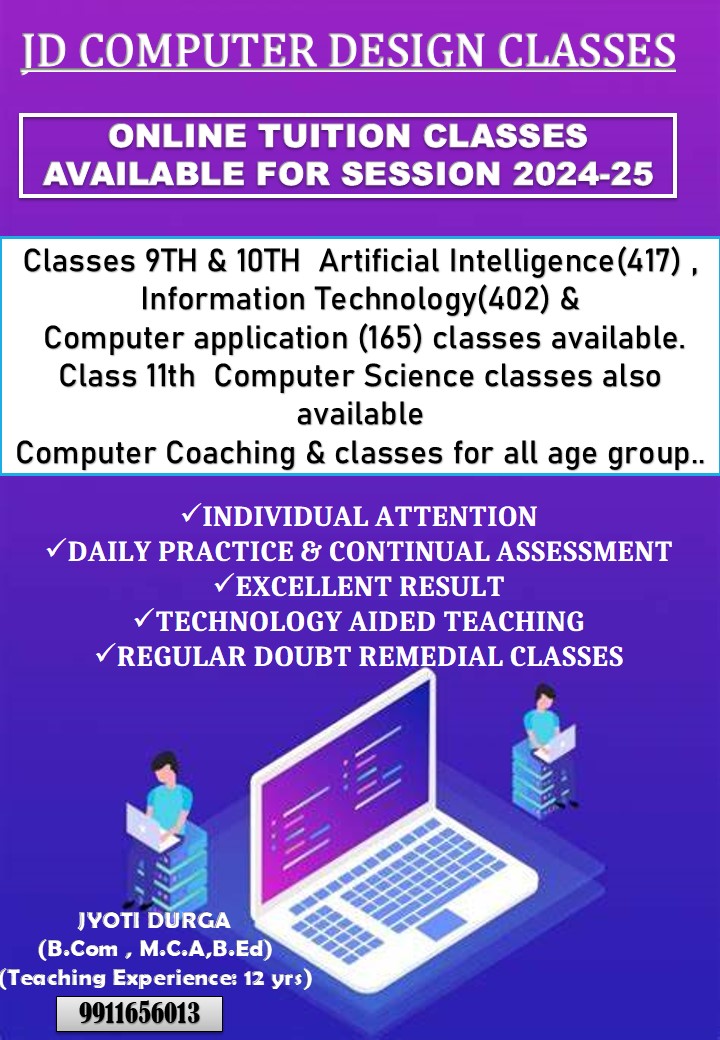 JD COMPUTER DESIGN CLASSES
ONLINE TUITION CLASSES
AVAILABLE FOR SESSION 2024-25
Classes 9TH & 10TH Artificial Intelligence(417) ,
Information Technology(402) &
Computer application (165) classes available.
Class 11th Computer Science classes also
available
Computer Coaching & classes for all age group..
✓INDIVIDUAL ATTENTION
✓DAILY PRACTICE & CONTINUAL ASSESSMENT
✓EXCELLENT RESULT
✓TECHNOLOGY AIDED TEACHING
✓REGULAR DOUBT REMEDIAL CLASSES
JYOTI DURGA
(B.Com , M.C.A,B.Ed)
(Teaching Experience: 12 yrs)
9911656013